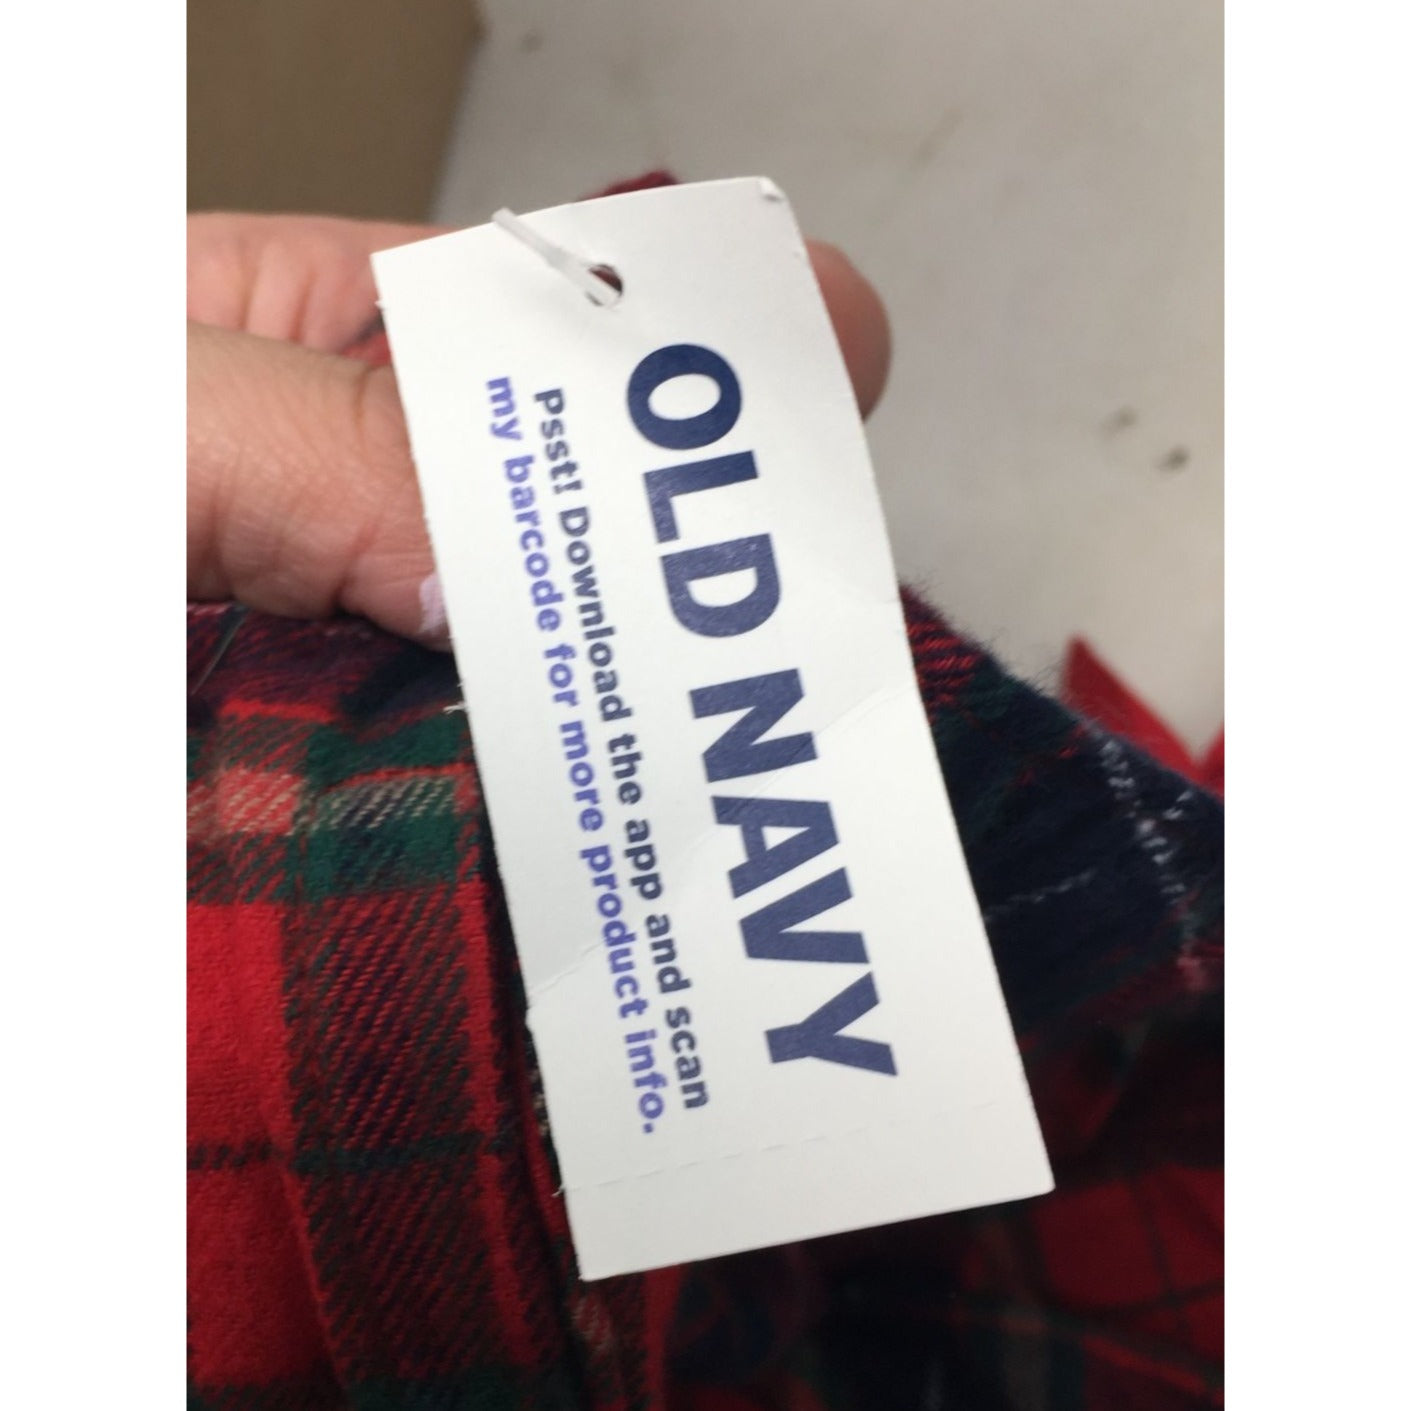 OLD NAVY
Psst! Download the app and scan
my barcode for more product info.